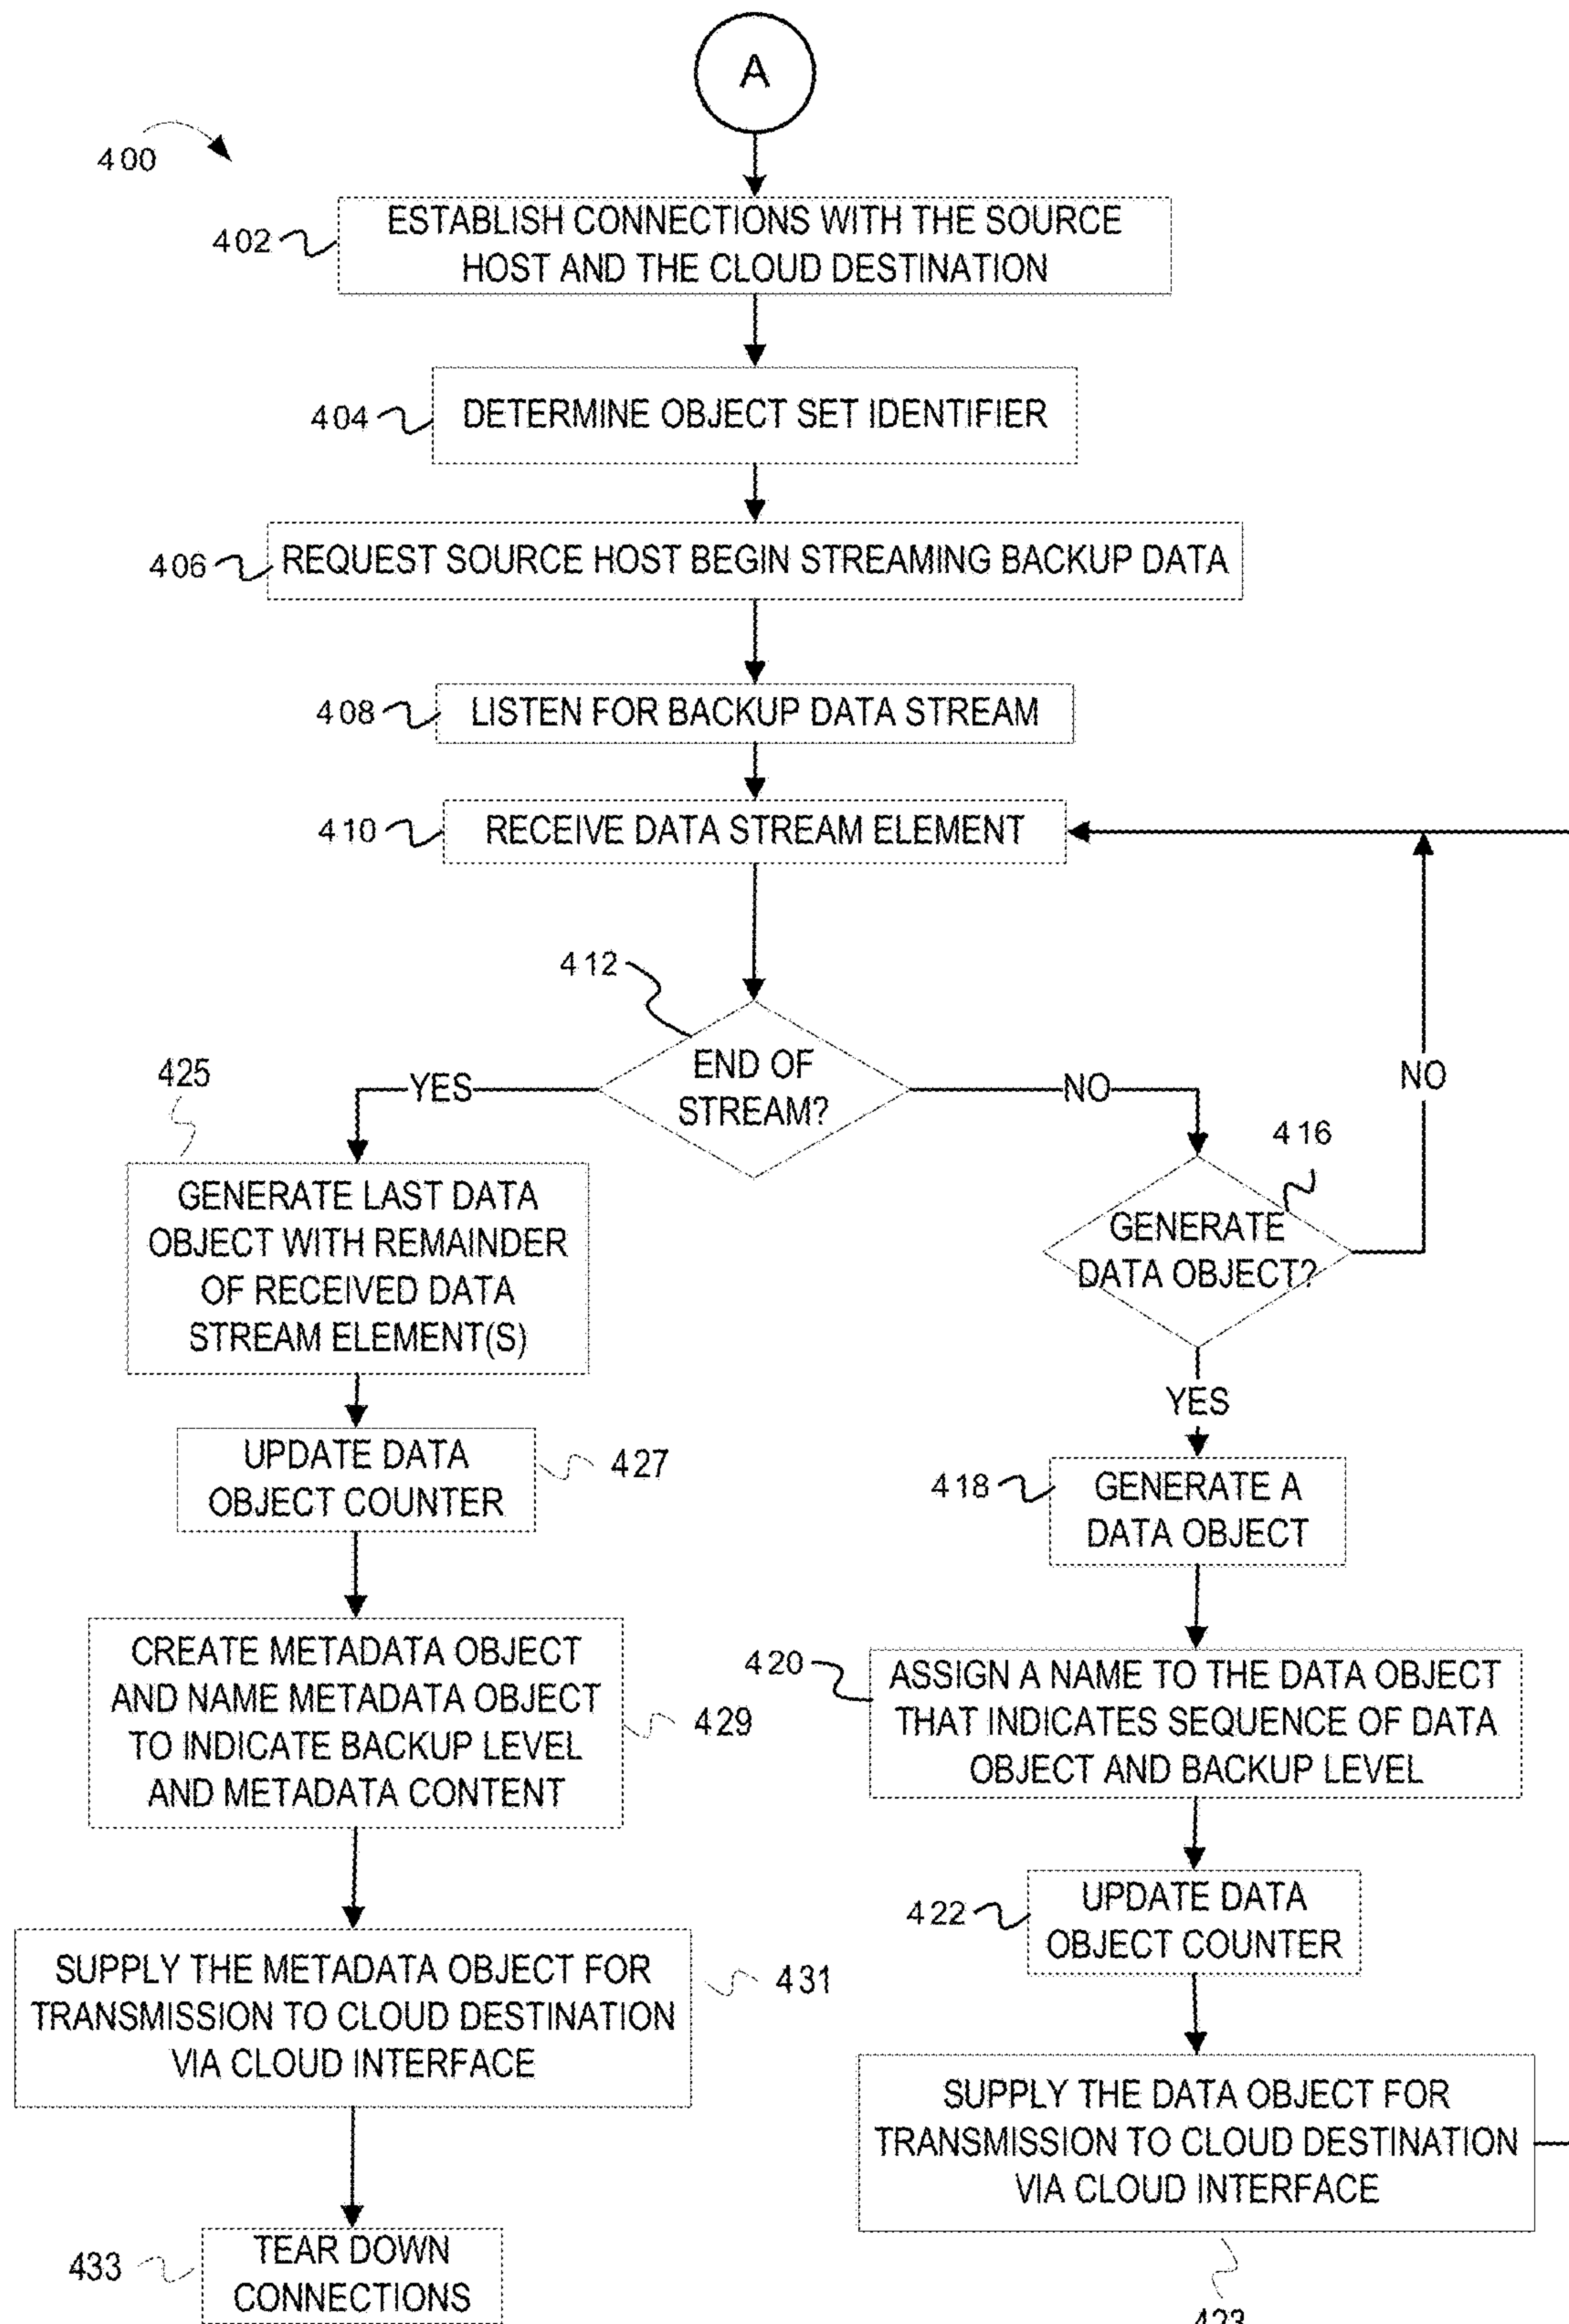 A
400
402
ESTABLISH CONNECTIONS WITH THE SOURCE
HOST AND THE CLOUD DESTINATION
404
DETERMINE OBJECT SET IDENTIFIER
406
REQUEST SOURCE HOST BEGIN STREAMING BACKUP DATA
408
LISTEN FOR BACKUP DATA STREAM
410
RECEIVE DATA STREAM ELEMENT
412
END OF
STREAM?
YES
NO
NO
425
GENERATE LAST DATA
OBJECT WITH REMAINDER
OF RECEIVED DATA
STREAM ELEMENT(S)
427
UPDATE DATA
OBJECT COUNTER
429
CREATE METADATA OBJECT
AND NAME METADATA OBJECT
TO INDICATE BACKUP LEVEL
AND METADATA CONTENT
431
SUPPLY THE METADATA OBJECT FOR
TRANSMISSION TO CLOUD DESTINATION
VIA CLOUD INTERFACE
433
TEAR DOWN
CONNECTIONS
416
GENERATE
DATA OBJECT?
YES
418
GENERATE A
DATA OBJECT
420
ASSIGN A NAME TO THE DATA OBJECT
THAT INDICATES SEQUENCE OF DATA
OBJECT AND BACKUP LEVEL
422
UPDATE DATA
OBJECT COUNTER
SUPPLY THE DATA OBJECT FOR
TRANSMISSION TO CLOUD DESTINATION
VIA CLOUD INTERFACE
423